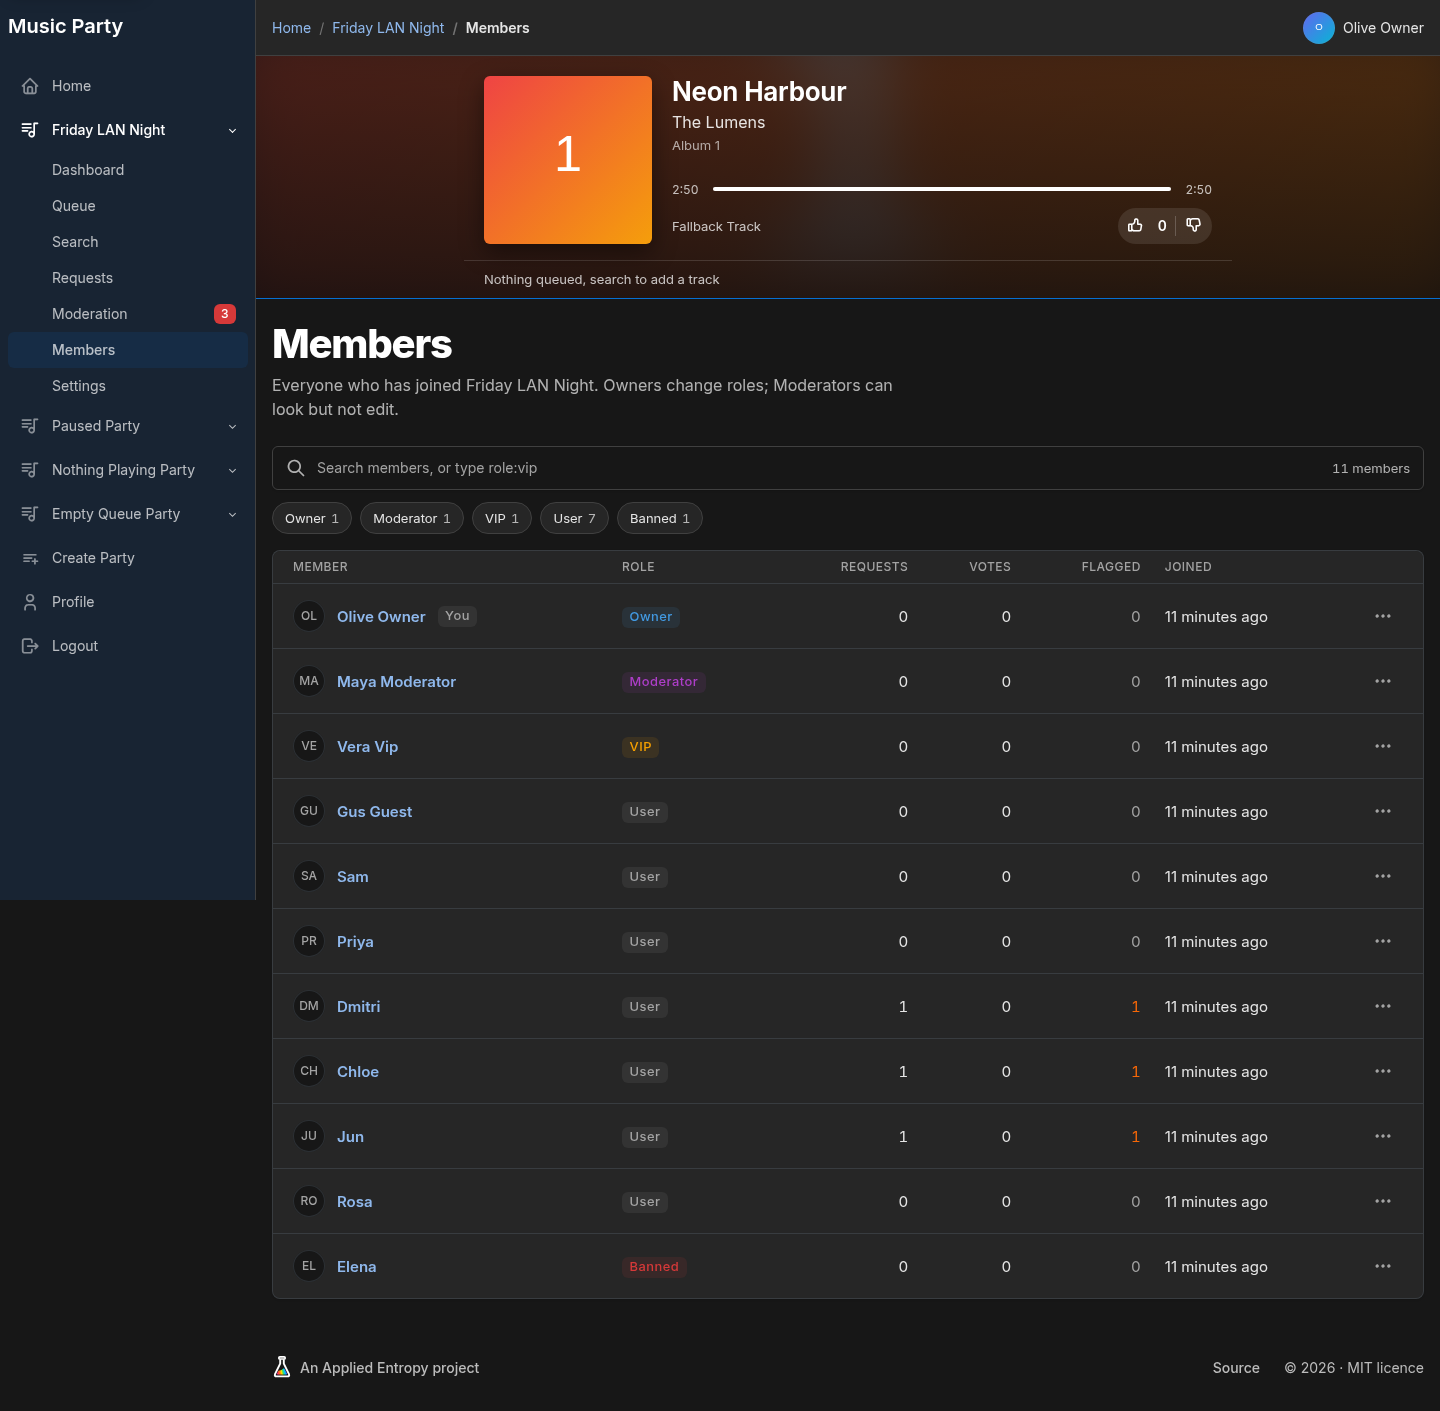 Music Party
Home
Friday LAN Night
Dashboard
Queue
Search
Requests
Moderation 3
Members
Settings
Paused Party
Nothing Playing Party
Empty Queue Party
Create Party
Profile
Logout
Home / Friday LAN Night / Members
O Olive Owner
1
Neon Harbour
The Lumens
Album 1
2:50 2:50
Fallback Track
0
Nothing queued, search to add a track
Members
Everyone who has joined Friday LAN Night. Owners change roles; Moderators can
look but not edit.
Search members, or type role:vip 11 members
Owner 1 Moderator 1 VIP 1 User 7 Banned 1
MEMBER ROLE REQUESTS VOTES FLAGGED JOINED
OL Olive Owner You Owner 0 0 0 11 minutes ago
MA Maya Moderator Moderator 0 0 0 11 minutes ago
VE Vera Vip VIP 0 0 0 11 minutes ago
GU Gus Guest User 0 0 0 11 minutes ago
SA Sam User 0 0 0 11 minutes ago
PR Priya User 0 0 0 11 minutes ago
DM Dmitri User 1 0 1 11 minutes ago
CH Chloe User 1 0 1 11 minutes ago
JU Jun User 1 0 1 11 minutes ago
RO Rosa User 0 0 0 11 minutes ago
EL Elena Banned 0 0 0 11 minutes ago
An Applied Entropy project
Source © 2026 · MIT licence